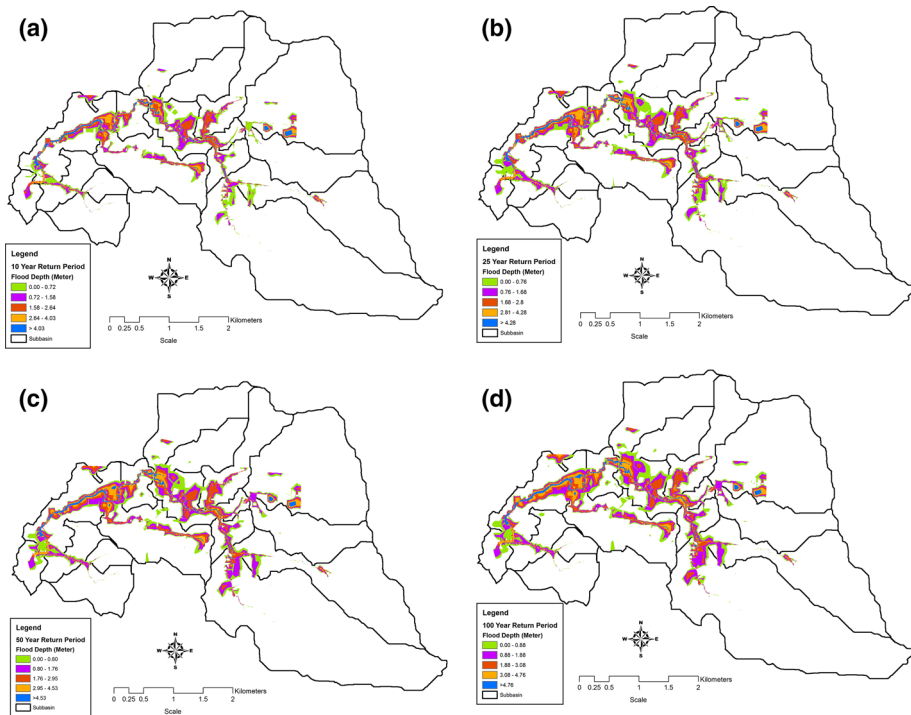 (a)
Legend
10 Year Return Period
Flood Depth (Meter)
0.00 - 0.72
0.72 - 1.58
1.58 - 2.64
2.64 - 4.03
> 4.03
Subbasin
N
W E
S
0 0.25 0.5 1 1.5 2
Kilometers
Scale
(b)
Legend
25 Year Return Period
Flood Depth (Meter)
0.00 - 0.76
0.76 - 1.68
1.68 - 2.8
2.81 - 4.28
> 4.28
Subbasin
N
W E
S
0 0.25 0.5 1 1.5 2
Kilometers
Scale
(c)
Legend
50 Year Return Period
Flood Depth (Meter)
0.00 - 0.80
0.80 - 1.76
1.76 - 2.95
2.95 - 4.53
>4.53
Subbasin
N
W E
S
0 0.25 0.5 1 1.5 2
Kilometers
Scale
(d)
Legend
100 Year Return Period
Flood Depth (Meter)
0.00 - 0.88
0.88 - 1.88
1.88 - 3.08
3.08 - 4.76
>4.76
Subbasin
N
W E
S
0 0.25 0.5 1 1.5 2
Kilometers
Scale